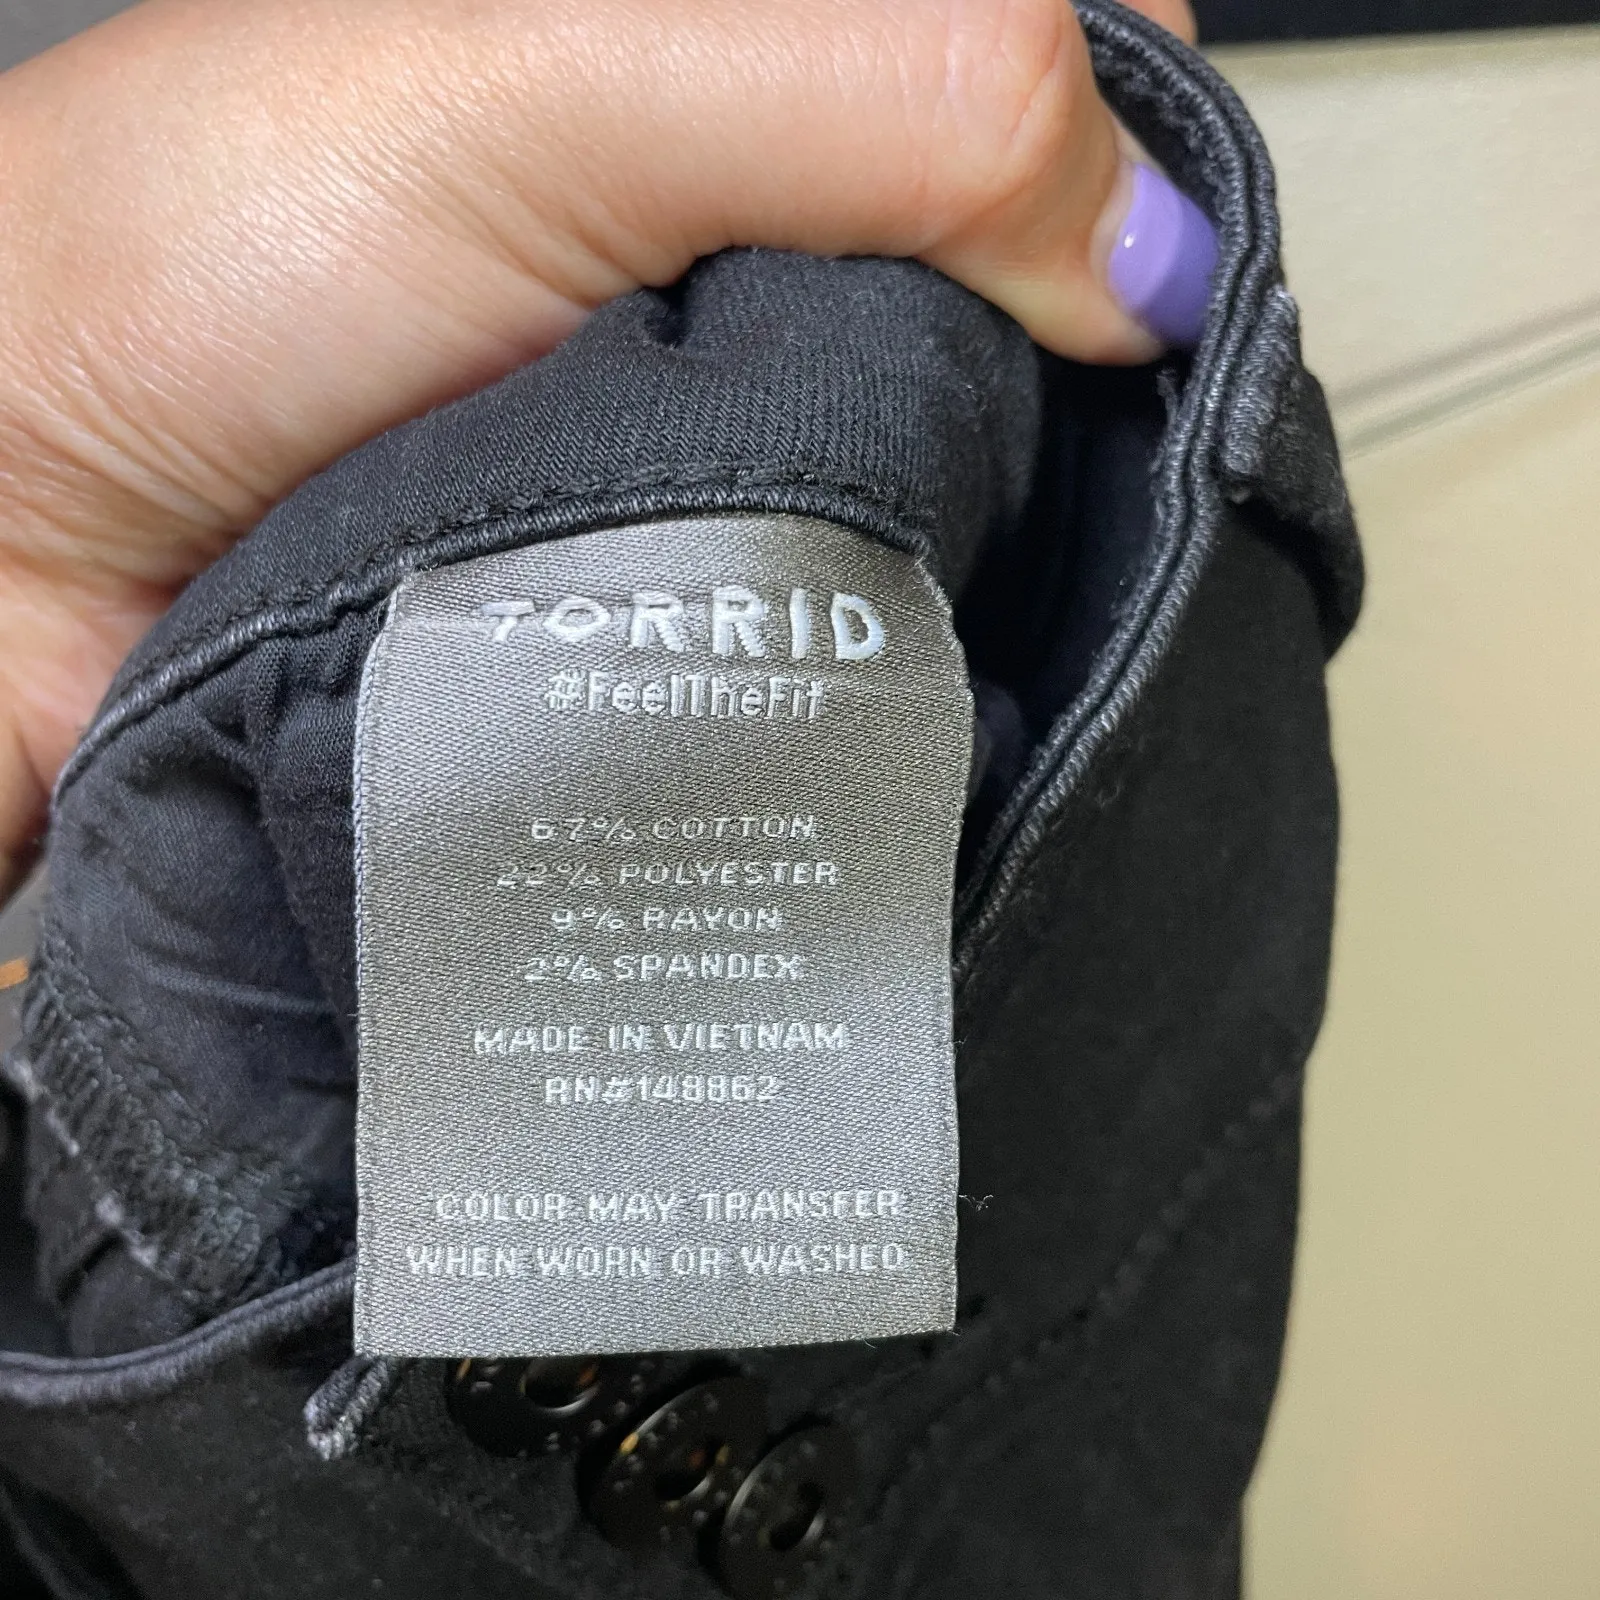 TORRID
#FeelTheFit
67% COTTON
22% POLYESTER
9% RAYON
2% SPANDEX
MADE IN VIETNAM
RN#148862
COLOR MAY TRANSFER
WHEN WORN OR WASHED.